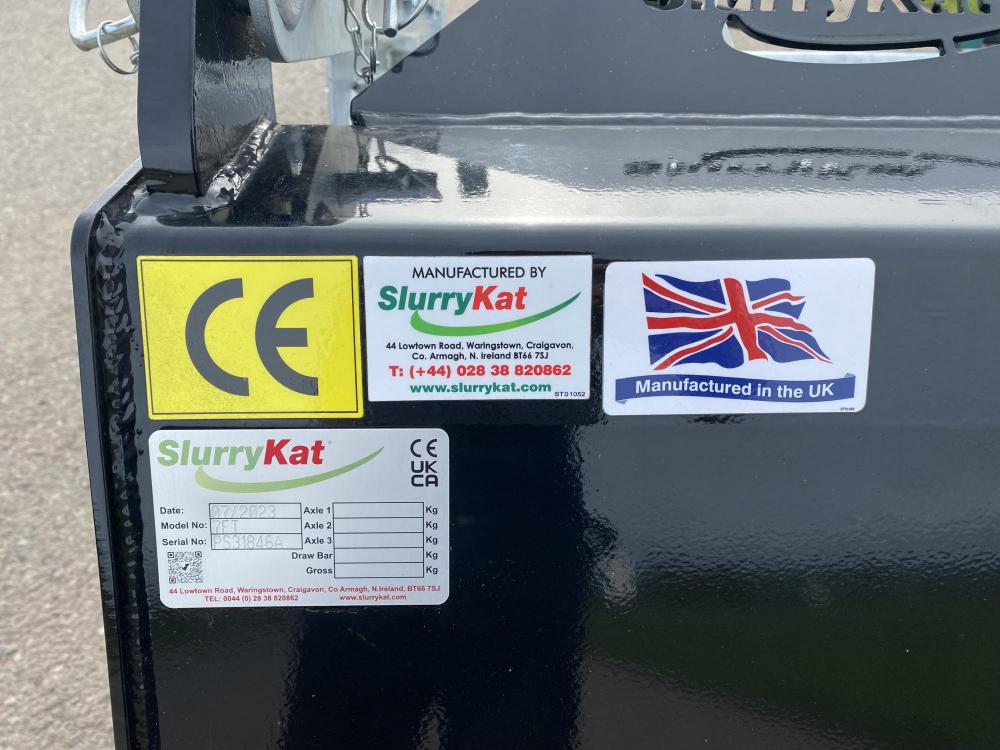 SlurryKat
CE
MANUFACTURED BY
SlurryKat
44 Lowtown Road, Waringstown, Craigavon,
Co. Armagh, N. Ireland BT66 7SJ
T: (+44) 028 38 820862
www.slurrykat.com
ST01052
Manufactured in the UK
SlurryKat
CE
UK
CA
Date: 07/2023 Axle 1 Kg
Model No: 7FT Axle 2 Kg
Serial No: PS31846A Axle 3 Kg
Draw Bar Kg
Gross Kg
44 Lowtown Road, Waringstown, Craigavon, Co Armagh, N.Ireland, BT66 7SJ
TEL: 0044 (0) 28 38 820862 www.slurrykat.com